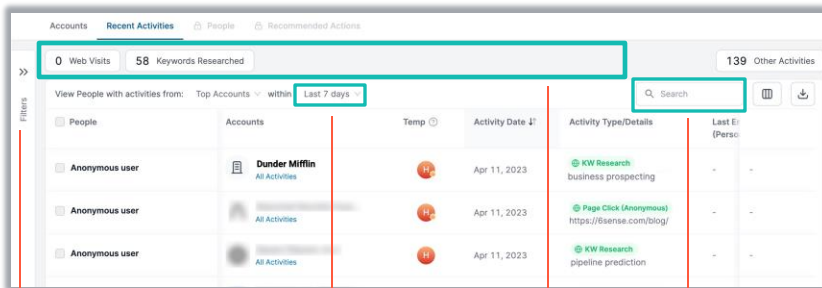 Accounts Recent Activities People Recommended Actions
0 Web Visits 58 Keywords Researched 139 Other Activities
Filters
View People with activities from: Top Accounts within Last 7 days Search
People Accounts Temp Activity Date Activity Type/Details Last
Anonymous user Dunder Mifflin H Apr 11, 2023 KW Research - -
All Activities business prospecting
Anonymous user H Apr 11, 2023 Page Click (Anonymous) - -
All Activities https://6sense.com/blog/
Anonymous user H Apr 11, 2023 KW Research - -
All Activities pipeline prediction